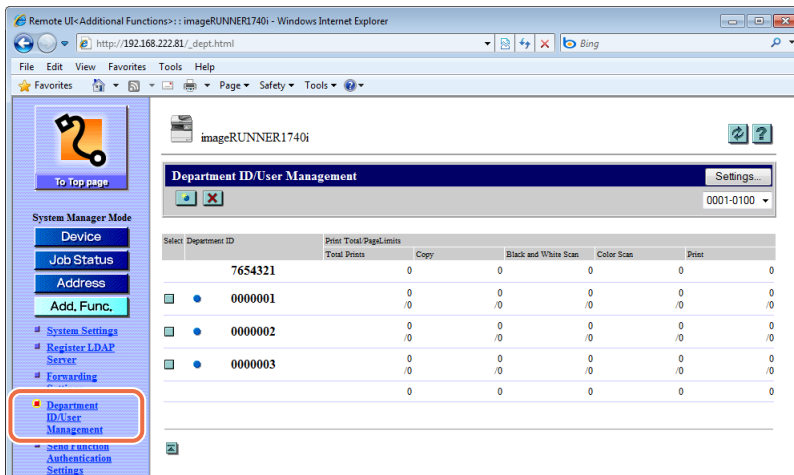 Remote UI<Additional Functions>: : imageRUNNER1740i - Windows Internet Explorer
http://192.168.222.81/_dept.html
Bing
File Edit View Favorites Tools Help
Favorites Page Safety Tools
To Top page
System Manager Mode
Device
Job Status
Address
Add. Func.
System Settings
Register LDAP
Server
Forwarding
Department
ID/User
Management
Send Function
Authentication
Settings
imageRUNNER1740i
Department ID/User Management Settings...
0001-0100
Select Department ID Print Total/PageLimits
Total Prints Copy Black and White Scan Color Scan Print
7654321 0 0 0 0 0
0000001 0 0 0 0 0
/0 /0 /0 /0 /0
0000002 0 0 0 0 0
/0 /0 /0 /0 /0
0000003 0 0 0 0 0
/0 /0 /0 /0 /0
0 0 0 0 0